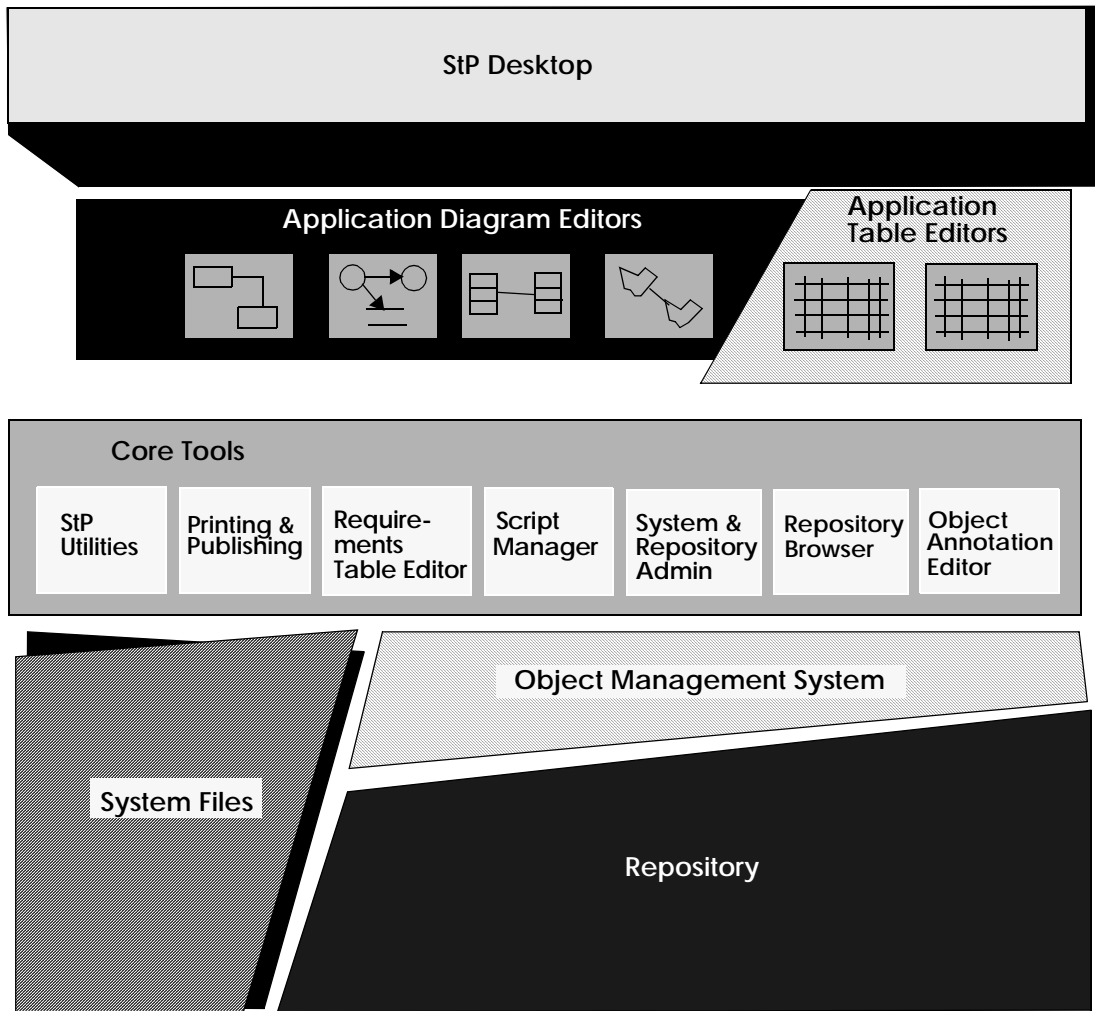 StP Desktop
Application Diagram Editors
Application
Table Editors
Core Tools
StP
Utilities
Printing &
Publishing
Require-
ments
Table Editor
Script
Manager
System &
Repository
Admin
Repository
Browser
Object
Annotation
Editor
Object Management System
System Files
Repository